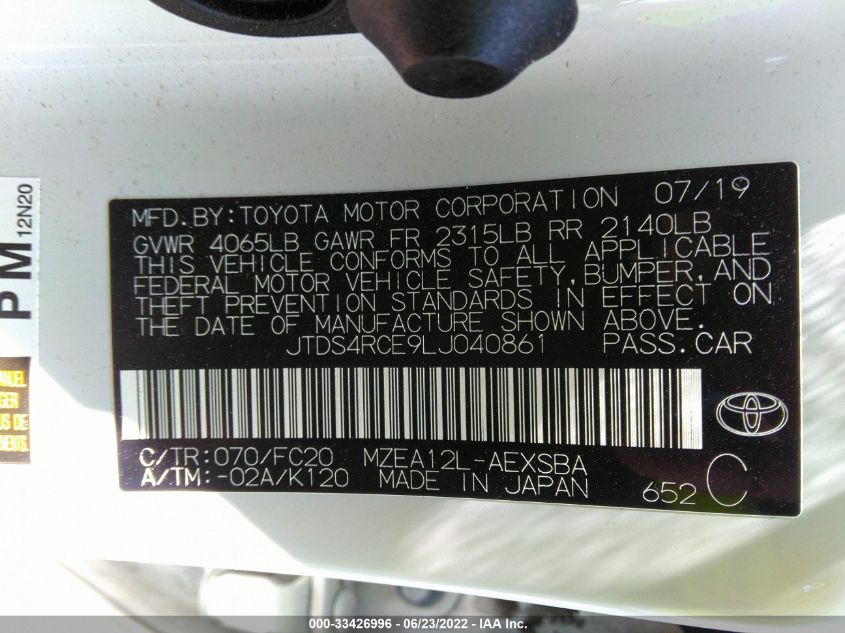 MFD.BY:TOYOTA MOTOR CORPORATION 07/19
GVWR 4065LB GAWR FR 2315LB RR 2140LB
THIS VEHICLE CONFORMS TO ALL APPLICABLE
FEDERAL MOTOR VEHICLE SAFETY,BUMPER,AND
THEFT PREVENTION STANDARDS IN EFFECT ON
THE DATE OF MANUFACTURE SHOWN ABOVE.
JTDS4RCE9LJ040861 PASS.CAR
C/TR:070/FC20 MZEA12L-AEXSBA
A/TM:-02A/K120 MADE IN JAPAN 652 C
PM 12N20
MANUEL
US DE
000-33426996 - 06/23/2022 - IAA Inc.